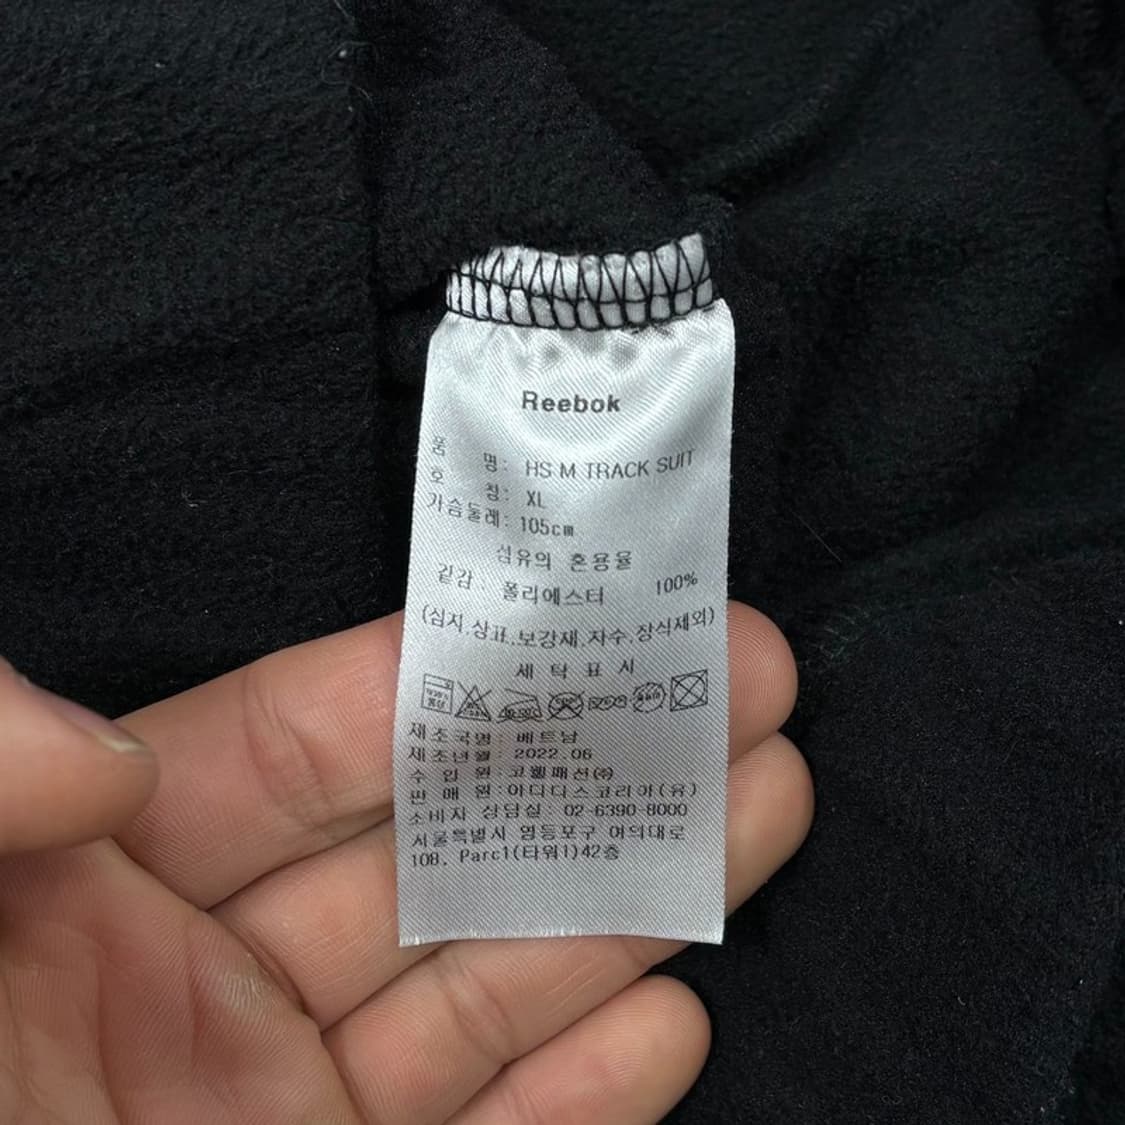 Reebok
품 명: HS M TRACK SUIT
호 칭: XL
가슴둘레: 105cm
섬유의 혼용율
겉감: 폴리에스터 100%
(심지,상표,보강재,자수,장식제외)
세 탁 표 시
제조국명: 베트남
제조년월: 2022.06
수 입 원:코웰패션(주)
판 매 원:아디다스코리아(유)
소비자 상담실: 02-6390-8000
서울특별시 영등포구 여의대로
108, Parc1(타워1)42층